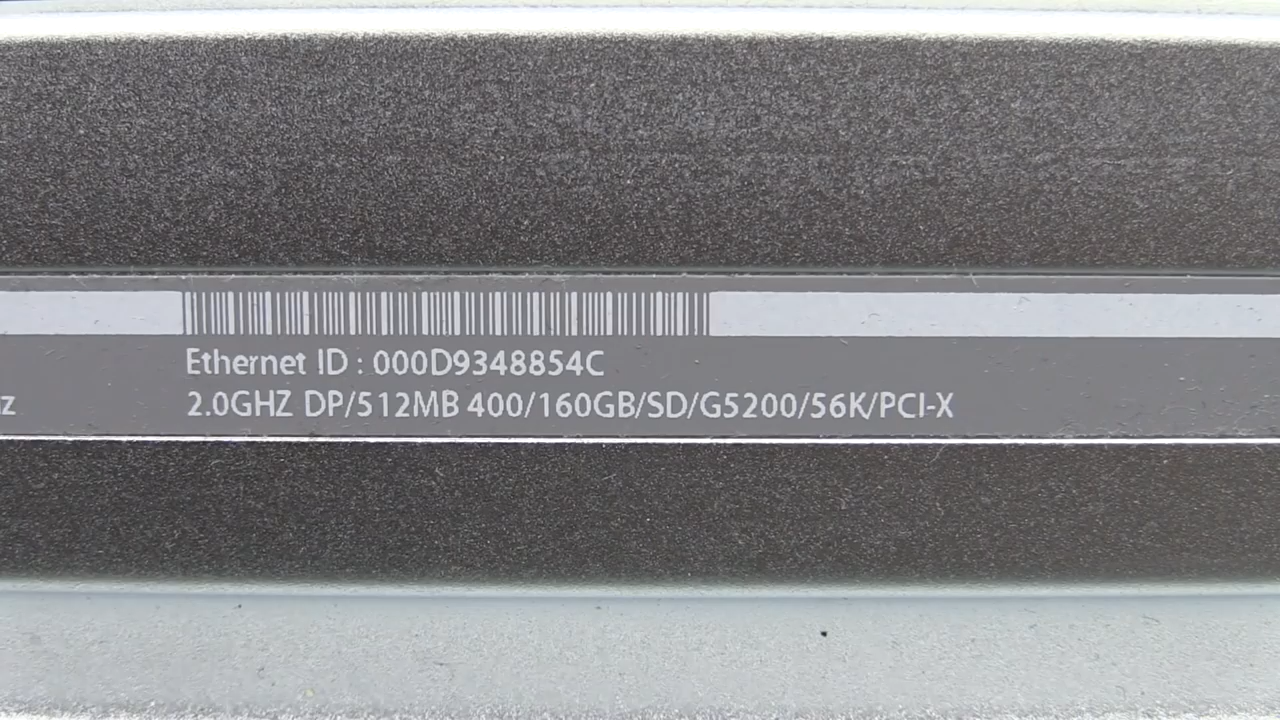 Ethernet ID : 000D9348854C
2.0GHZ DP/512MB 400/160GB/SD/G5200/56K/PCI-X